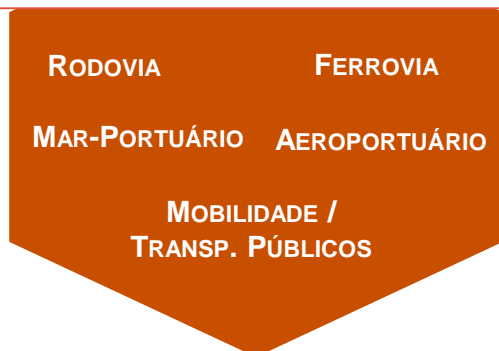 Rodovia
Ferrovia
Mar-Portuário
Aeroportuário
Mobilidade /
Transp. Públicos